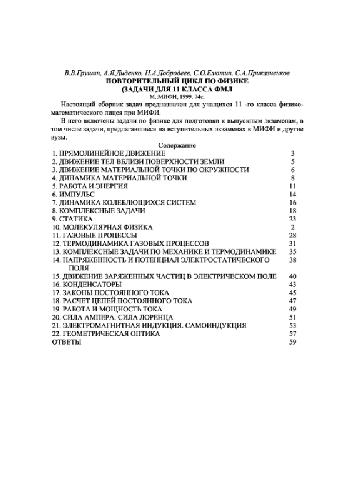 В.В.Грушин, А.Я.Диденко, Н.А.Добродеев, С.О.Елютин, С.А.Присяжнюков
ПОВТОРИТЕЛЬНЫЙ ЦИКЛ ПО ФИЗИКЕ
(ЗАДАЧИ ДЛЯ 11 КЛАССА ФМЛ
М. МИФИ, 1999. 74с.
Настоящий сборник задач предназначен для учащихся 11 -го класса физико-
математического лицея при МИФИ.
В него включены задачи по физике для подготовки к выпускным экзаменам, в
том числе задачи, предлагавшиеся на вступительных экзаменах в МИФИ и другие
вузы.
Содержание
1. ПРЯМОЛИНЕЙНОЕ ДВИЖЕНИЕ 3
2. ДВИЖЕНИЕ ТЕЛ ВБЛИЗИ ПОВЕРХНОСТИ ЗЕМЛИ 5
3. ДВИЖЕНИЕ МАТЕРИАЛЬНОЙ ТОЧКИ ПО ОКРУЖНОСТИ 6
4. ДИНАМИКА МАТЕРИАЛЬНОЙ ТОЧКИ 8
5. РАБОТА И ЭНЕРГИЯ 11
6. ИМПУЛЬС 14
7. ДИНАМИКА КОЛЕБЛЮЩИХСЯ СИСТЕМ 16
8. КОМПЛЕКСНЫЕ ЗАДАЧИ 18
9. СТАТИКА 23
10. МОЛЕКУЛЯРНАЯ ФИЗИКА 2
11. ГАЗОВЫЕ ПРОЦЕССЫ 28
12. ТЕРМОДИНАМИКА ГАЗОВЫХ ПРОЦЕССОВ 31
13. КОМПЛЕКСНЫЕ ЗАДАЧИ ПО МЕХАНИКЕ И ТЕРМОДИНАМИКЕ 35
14. НАПРЯЖЕННОСТЬ И ПОТЕНЦИАЛ ЭЛЕКТРОСТАТИЧЕСКОГО 38
ПОЛЯ
15. ДВИЖЕНИЕ ЗАРЯЖЕННЫХ ЧАСТИЦ В ЭЛЕКТРИЧЕСКОМ ПОЛЕ 40
16. КОНДЕНСАТОРЫ 43
17. ЗАКОНЫ ПОСТОЯННОГО ТОКА 45
18. РАСЧЕТ ЦЕПЕЙ ПОСТОЯННОГО ТОКА 47
19. РАБОТА И МОЩНОСТЬ ТОКА 49
20. СИЛА АМПЕРА. СИЛА ЛОРЕНЦА 51
21. ЭЛЕКТРОМАГНИТНАЯ ИНДУКЦИЯ. САМОИНДУКЦИЯ 53
22. ГЕОМЕТРИЧЕСКАЯ ОПТИКА 57
ОТВЕТЫ 59